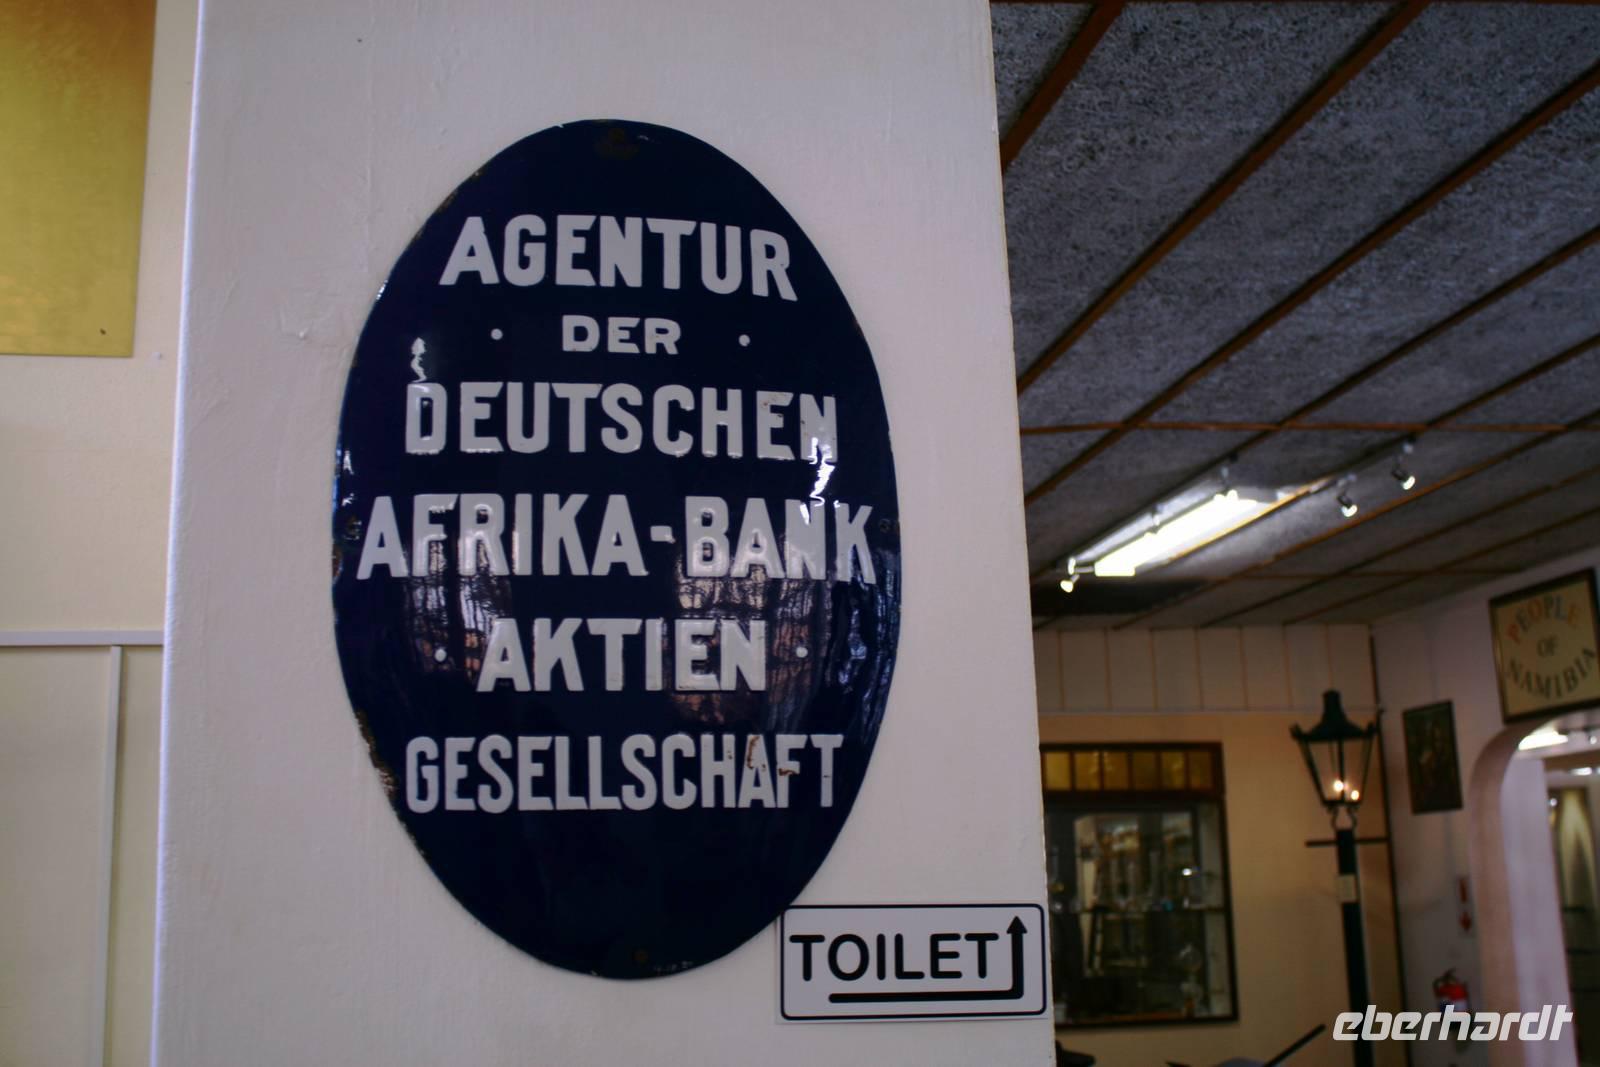 AGENTUR
· DER ·
DEUTSCHEN
AFRIKA-BANK
· AKTIEN ·
GESELLSCHAFT
TOILET
PEOPLE
OF
NAMIBIA
eberhardt